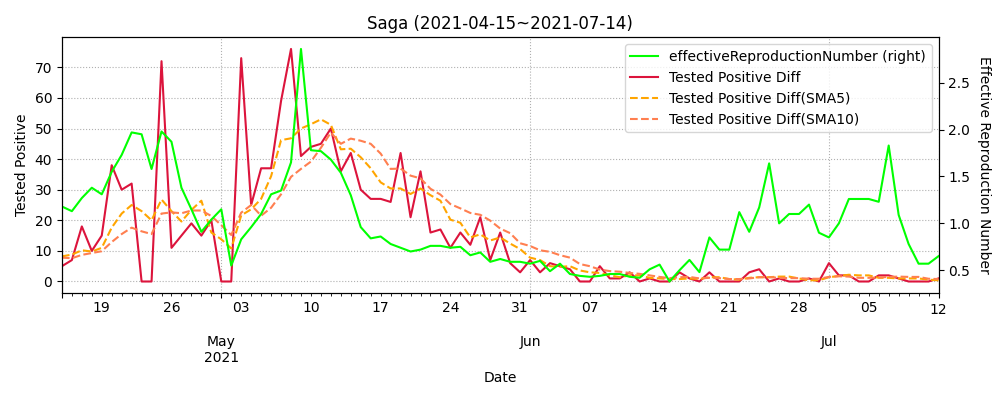 Saga (2021-04-15~2021-07-14)
effectiveReproductionNumber (right)
Tested Positive Diff
Tested Positive Diff(SMA5)
Tested Positive Diff(SMA10)
Tested Positive
70
60
50
40
30
20
10
0
2.5
2.0
1.5
1.0
0.5
Effective Reproduction Number
19 26 03 10 17 24 31 07 14 21 28 05 12
May Jun Jul
2021
Date